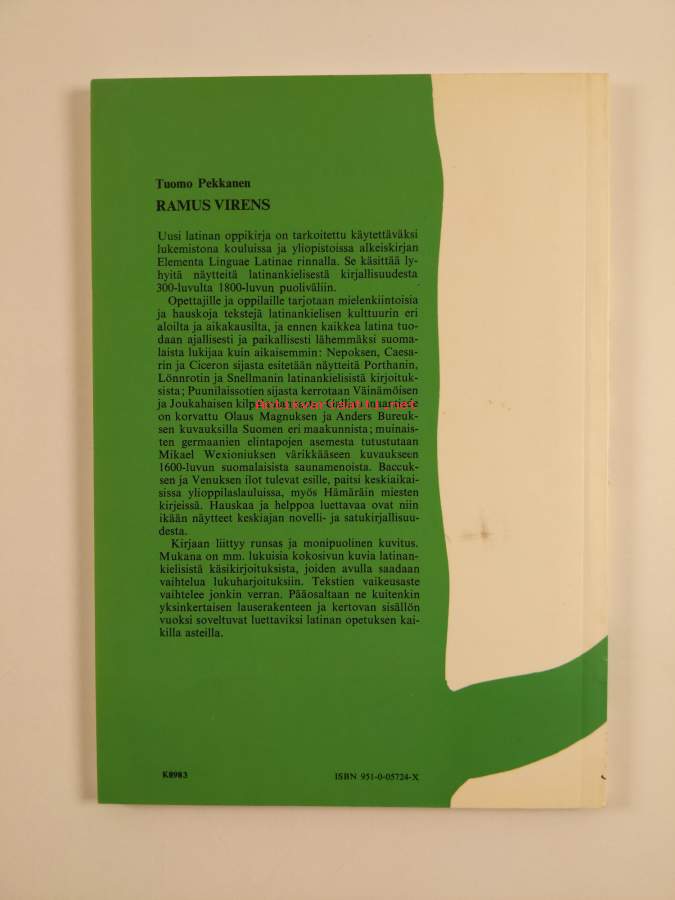 Tuomo Pekkanen
RAMUS VIRENS
Uusi latinan oppikirja on tarkoitettu käytettäväksi
lukemistona kouluissa ja yliopistoissa alkeiskirjan
Elementa Linguae Latinae rinnalla. Se käsittää ly-
hyitä näytteitä latinankielisestä kirjallisuudesta
300-luvulta 1800-luvun puoliväliin.
Opettajille ja oppilaille tarjotaan mielenkiintoisia
ja hauskoja tekstejä latinankielisen kulttuurin eri
aloilta ja aikakausilta, ja ennen kaikkea latina tuo-
daan ajallisesti ja paikallisesti lähemmäksi suoma-
laista lukijaa kuin aikaisemmin: Nepoksen, Caesa-
rin ja Ciceron sijasta esitetään näytteitä Porthanin,
Lönnrotin ja Snellmanin latinankielisistä kirjoituk-
sista; Puunilaissotien sijasta kerrotaan Väinämöisen
ja Joukahaisen
Antikvariaatti.net
on korvattu Olaus Magnuksen ja Anders Bureuk-
sen kuvauksilla Suomen eri maakunnista; muinais-
ten germaanien elintapojen asemesta tutustutaan
Mikael Wexioniuksen värikkääseen kuvaukseen
1600-luvun suomalaisista saunamenoista. Baccuk-
sen ja Venuksen ilot tulevat esille, paitsi keskiaikai-
sissa ylioppilaslauluissa, myös Hämäräin miesten
kirjeissä. Hauskaa ja helppoa luettavaa ovat niin
ikään näytteet keskiajan novelli- ja satukirjallisuu-
desta.
Kirjaan liittyy runsas ja monipuolinen kuvitus.
Mukana on mm. lukuisia kokosivun kuvia latinan-
kielisistä käsikirjoituksista, joiden avulla saadaan
vaihtelua lukuharjoituksiin. Tekstien vaikeusaste
vaihtelee jonkin verran. Pääosaltaan ne kuitenkin
yksinkertaisen lauserakenteen ja kertovan sisällön
vuoksi soveltuvat luettaviksi latinan opetuksen kai-
killa asteilla.
K8983
ISBN 951-0-05724-X